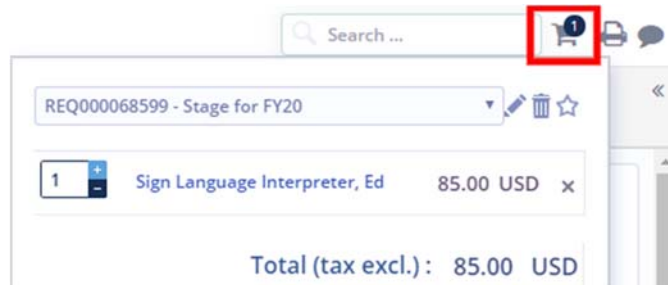 Search ...
1
REQ000068599 - Stage for FY20
1 + Sign Language Interpreter, Ed 85.00 USD x
-
Total (tax excl.) : 85.00 USD